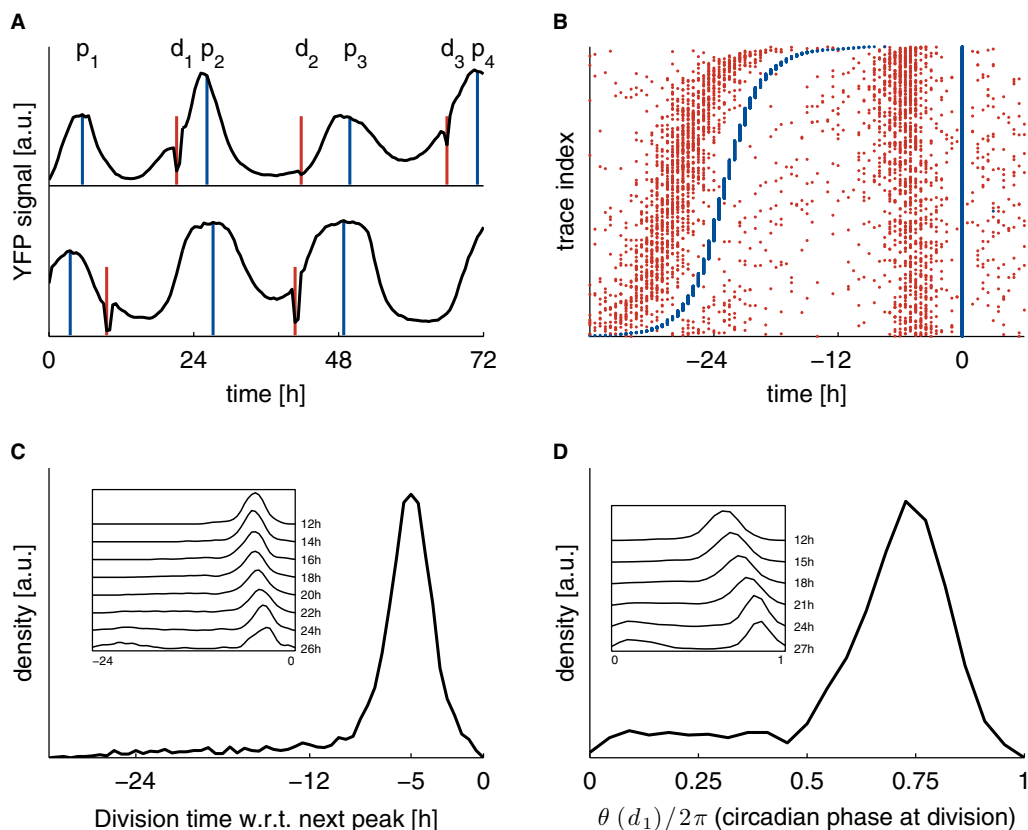 A
p1 d1 p2 d2 p3 d3 p4
YFP signal [a.u.]
0 24 48 72
time [h]
B
trace index
−24 −12 0
time [h]
C
density [a.u.]
12h
14h
16h
18h
20h
22h
24h
26h
−24 0
−24 −12 −5 0
Division time w.r.t. next peak [h]
D
density [a.u.]
12h
15h
18h
21h
24h
27h
0 1
0 0.25 0.5 0.75 1
θ (d1)/2π (circadian phase at division)